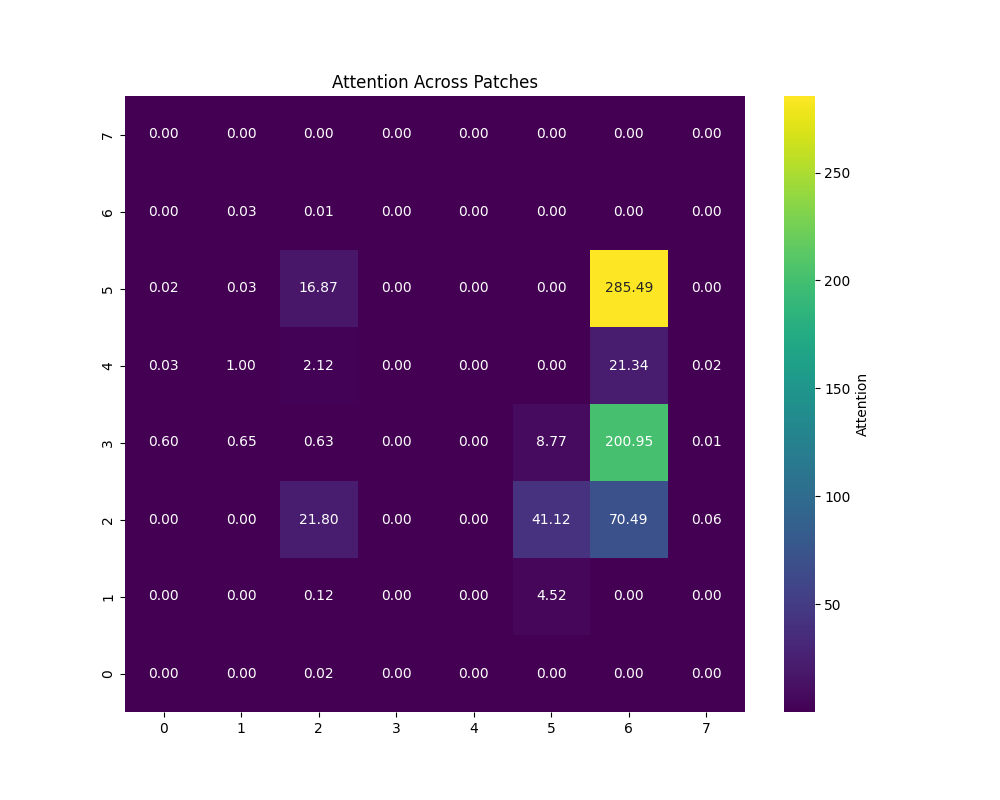 Attention Across Patches
7 0.00 0.00 0.00 0.00 0.00 0.00 0.00 0.00
6 0.00 0.03 0.01 0.00 0.00 0.00 0.00 0.00
5 0.02 0.03 16.87 0.00 0.00 0.00 285.49 0.00
4 0.03 1.00 2.12 0.00 0.00 0.00 21.34 0.02
3 0.60 0.65 0.63 0.00 0.00 8.77 200.95 0.01
2 0.00 0.00 21.80 0.00 0.00 41.12 70.49 0.06
1 0.00 0.00 0.12 0.00 0.00 4.52 0.00 0.00
0 0.00 0.00 0.02 0.00 0.00 0.00 0.00 0.00
0 1 2 3 4 5 6 7
250
200
150
100
50
Attention